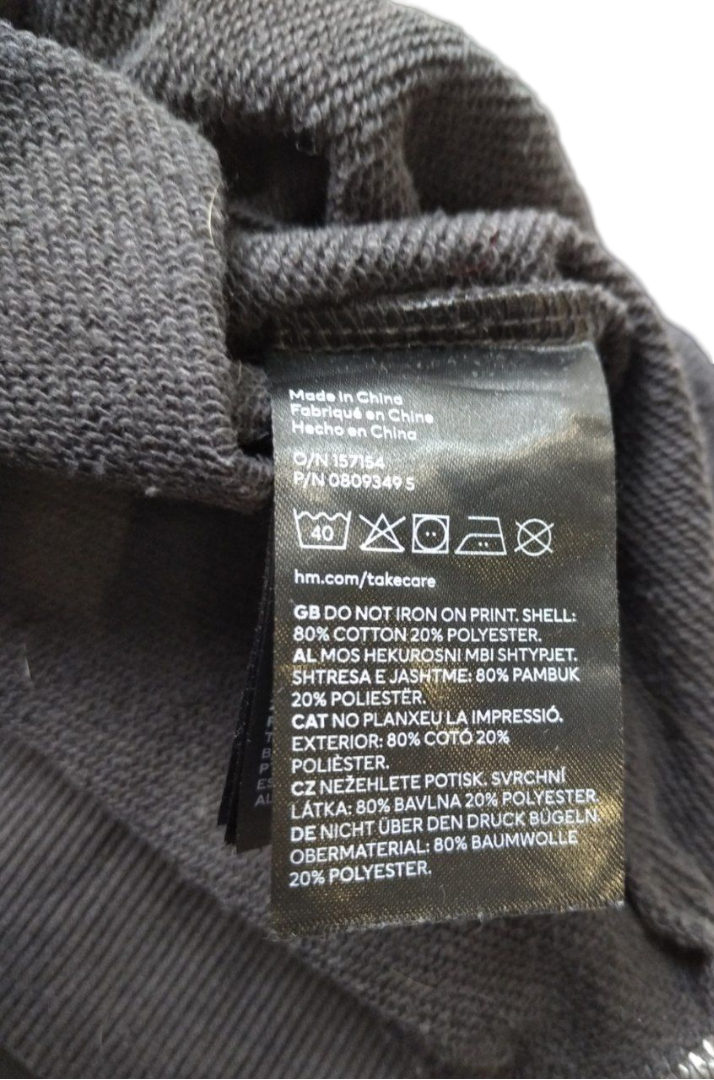 Made in China
Fabriqué en Chine
Hecho en China
O/N 157154
P/N 0809349 5
40
hm.com/takecare
GB DO NOT IRON ON PRINT. SHELL:
80% COTTON 20% POLYESTER.
AL MOS HEKUROSNI MBI SHTYPJET.
SHTRESA E JASHTME: 80% PAMBUK
20% POLIESTËR.
CAT NO PLANXEU LA IMPRESSIÓ.
EXTERIOR: 80% COTÓ 20%
POLIÈSTER.
CZ NEŽEHLETE POTISK. SVRCHNÍ
LÁTKA: 80% BAVLNA 20% POLYESTER.
DE NICHT ÜBER DEN DRUCK BÜGELN.
OBERMATERIAL: 80% BAUMWOLLE
20% POLYESTER.